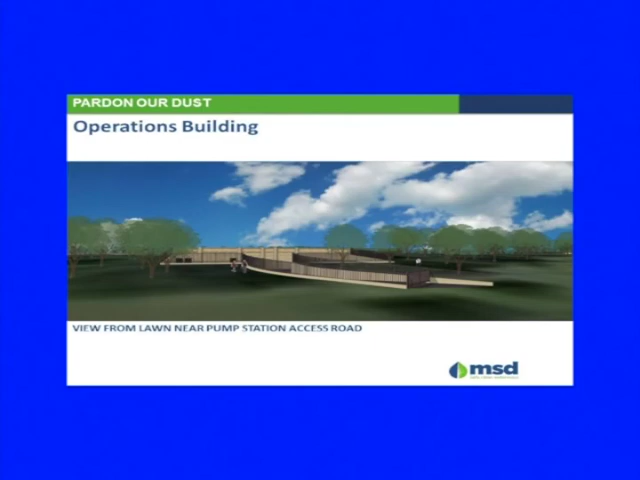 PARDON OUR DUST
Operations Building
VIEW FROM LAWN NEAR PUMP STATION ACCESS ROAD
msd